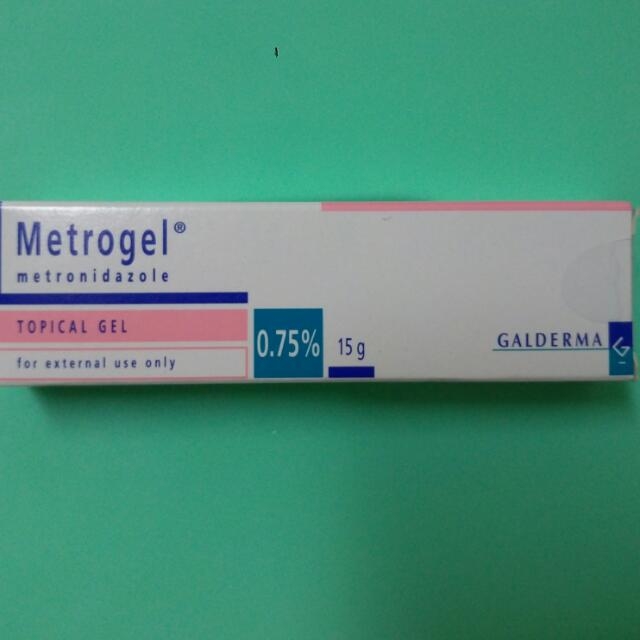 Metrogel®
metronidazole
TOPICAL GEL
for external use only
0.75%
15 g
GALDERMA